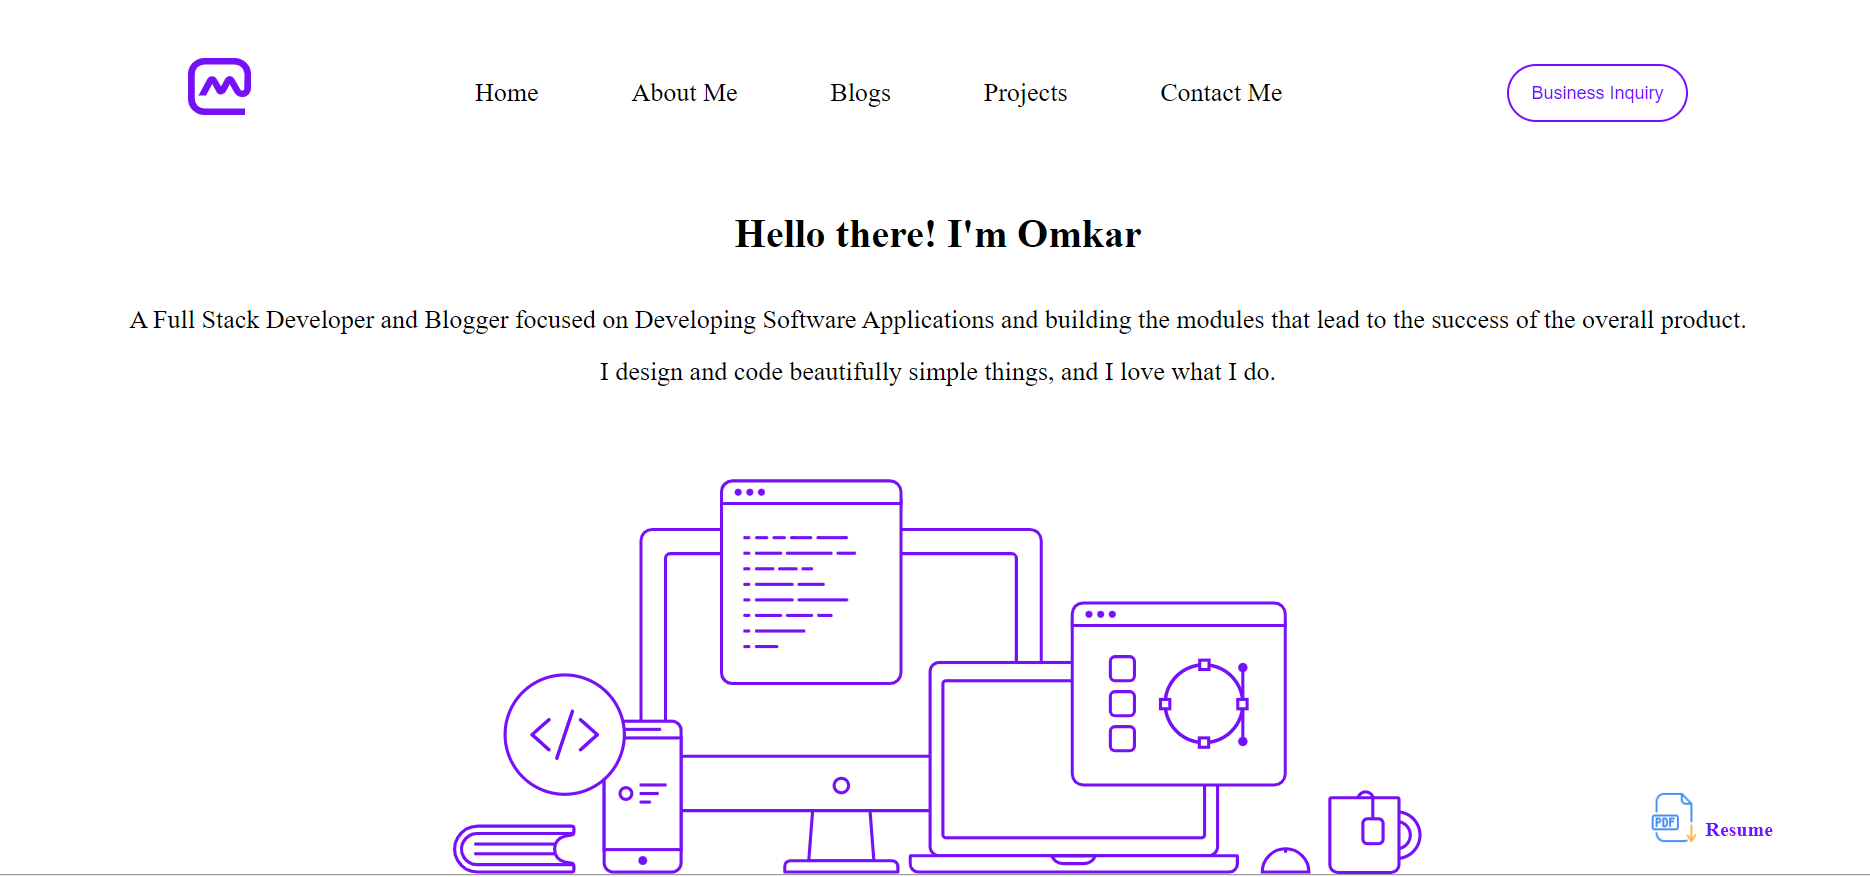 Home About Me Blogs Projects Contact Me Business Inquiry
Hello there! I'm Omkar
A Full Stack Developer and Blogger focused on Developing Software Applications and building the modules that lead to the success of the overall product.
I design and code beautifully simple things, and I love what I do.
</>
PDF Resume